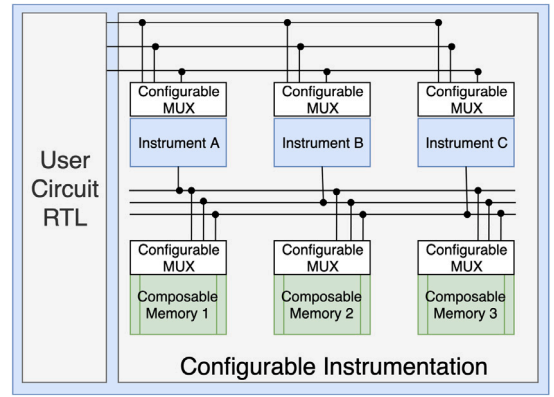 User
Circuit
RTL
Configurable
MUX
Configurable
MUX
Configurable
MUX
Instrument A
Instrument B
Instrument C
Configurable
MUX
Configurable
MUX
Configurable
MUX
Composable
Memory 1
Composable
Memory 2
Composable
Memory 3
Configurable Instrumentation